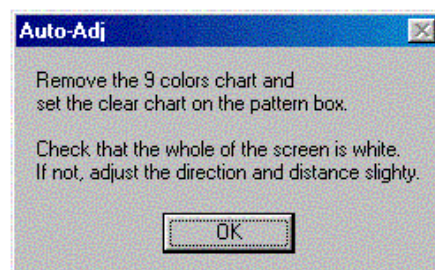 Auto-Adj
Remove the 9 colors chart and
set the clear chart on the pattern box.
Check that the whole of the screen is white.
If not, adjust the direction and distance slighty.
OK